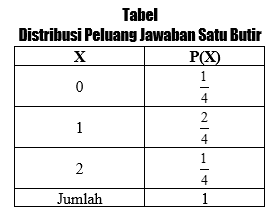 Tabel
Distribusi Peluang Jawaban Satu Butir
X P(X)
0 1/4
1 2/4
2 1/4
Jumlah 1